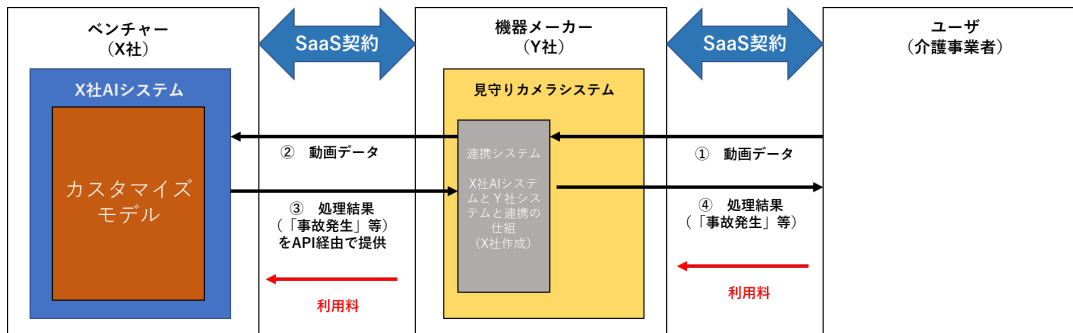 ベンチャー
（X社）
SaaS契約
機器メーカー
（Y社）
SaaS契約
ユーザ
（介護事業者）
X社AIシステム
カスタマイズ
モデル
見守りカメラシステム
連携システム
X社AIシステ
ムとY社シス
テムと連携の
仕組
（X社作成）
②　動画データ
③　処理結果
（「事故発生」等）
をAPI経由で提供
利用料
①　動画データ
④　処理結果
（「事故発生」等）
利用料